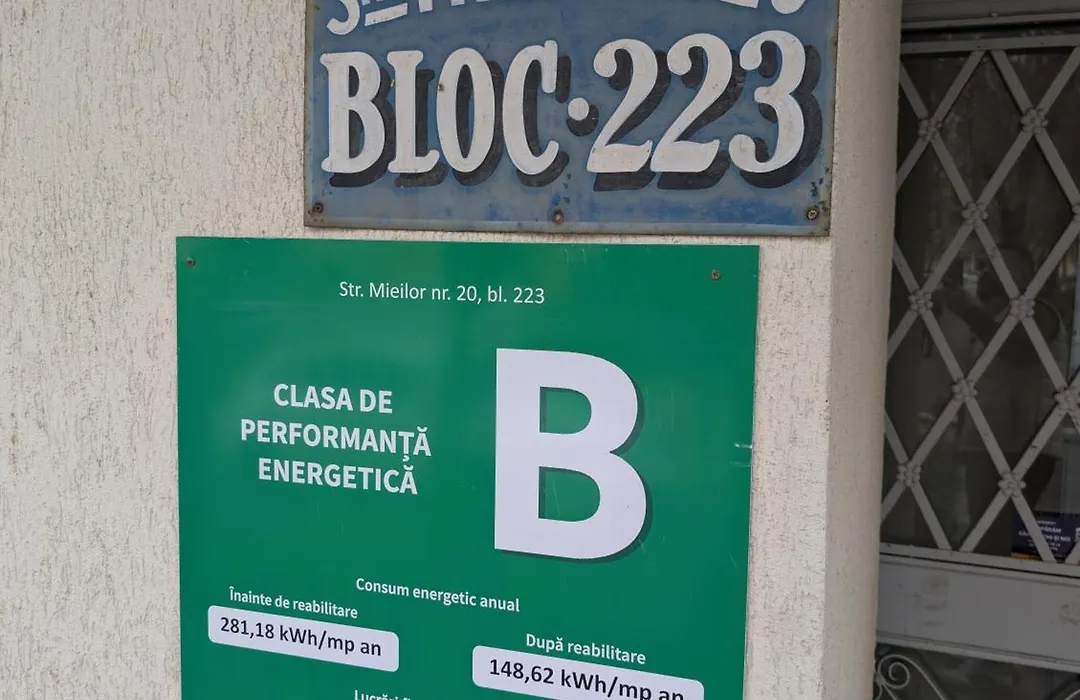 BLOC·223
Str. Mieilor nr. 20, bl. 223
CLASA DE
PERFORMANȚĂ
ENERGETICĂ
B
Consum energetic anual
Înainte de reabilitare
281,18 kWh/mp an
După reabilitare
148,62 kWh/mp an